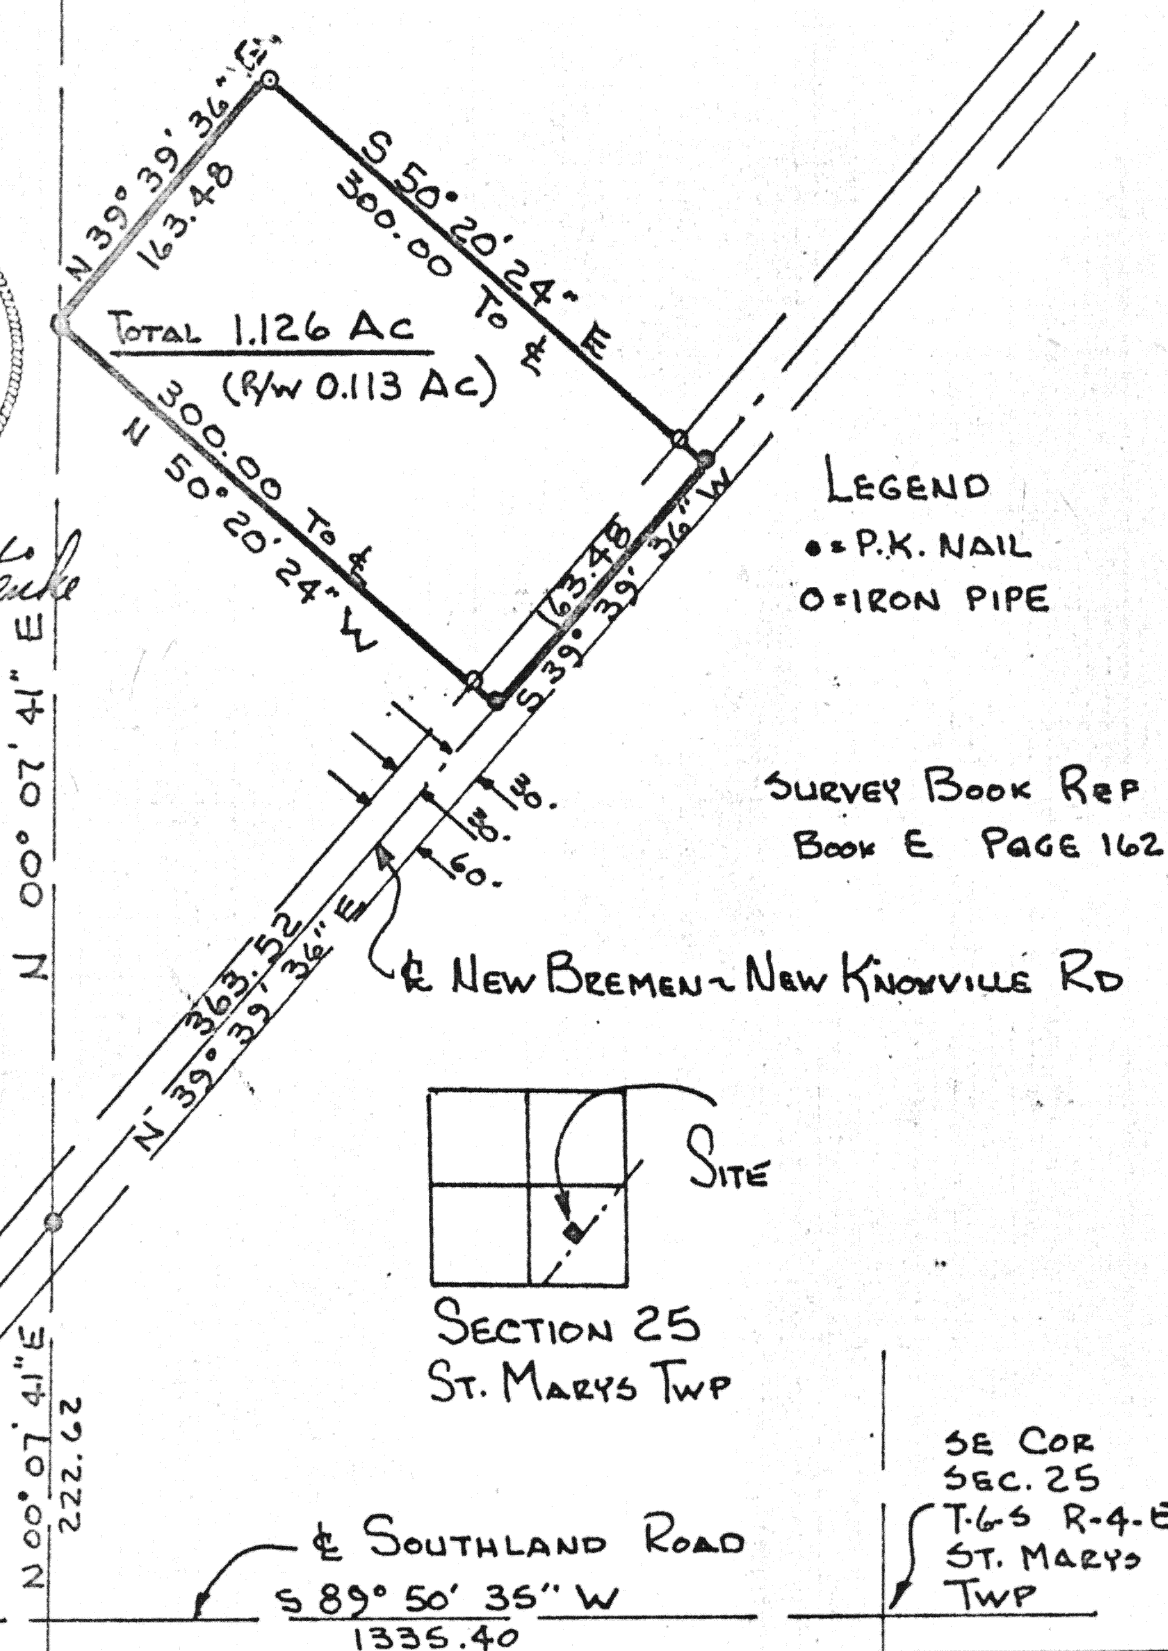 N 39° 39' 36" E
163.48
S 50° 20' 24" E
300.00 To ℄
TOTAL 1.126 AC
(R/W 0.113 AC)
300.00 To ℄
N 50° 20' 24" W
163.48
S 39° 39' 36" W
LEGEND
● = P.K. NAIL
O = IRON PIPE
N 00° 07' 41" E
30.
30.
60.
SURVEY BOOK REF
BOOK E PAGE 162
363.52
N 39° 39' 36" E
℄ NEW BREMEN ~ NEW KNOXVILLE RD
SITE
SECTION 25
ST. MARYS TWP
N 00° 07' 41" E
222.62
SE COR
SEC. 25
T-6-S R-4-E
ST. MARYS
TWP
℄ SOUTHLAND ROAD
S 89° 50' 35" W
1335.40